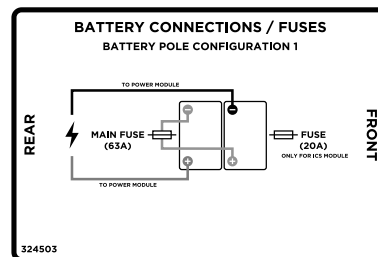 BATTERY CONNECTIONS / FUSES
BATTERY POLE CONFIGURATION 1
TO POWER MODULE
REAR
MAIN FUSE
(63A)
FUSE
(20A)
ONLY FOR ICS MODULE
FRONT
TO POWER MODULE
324503